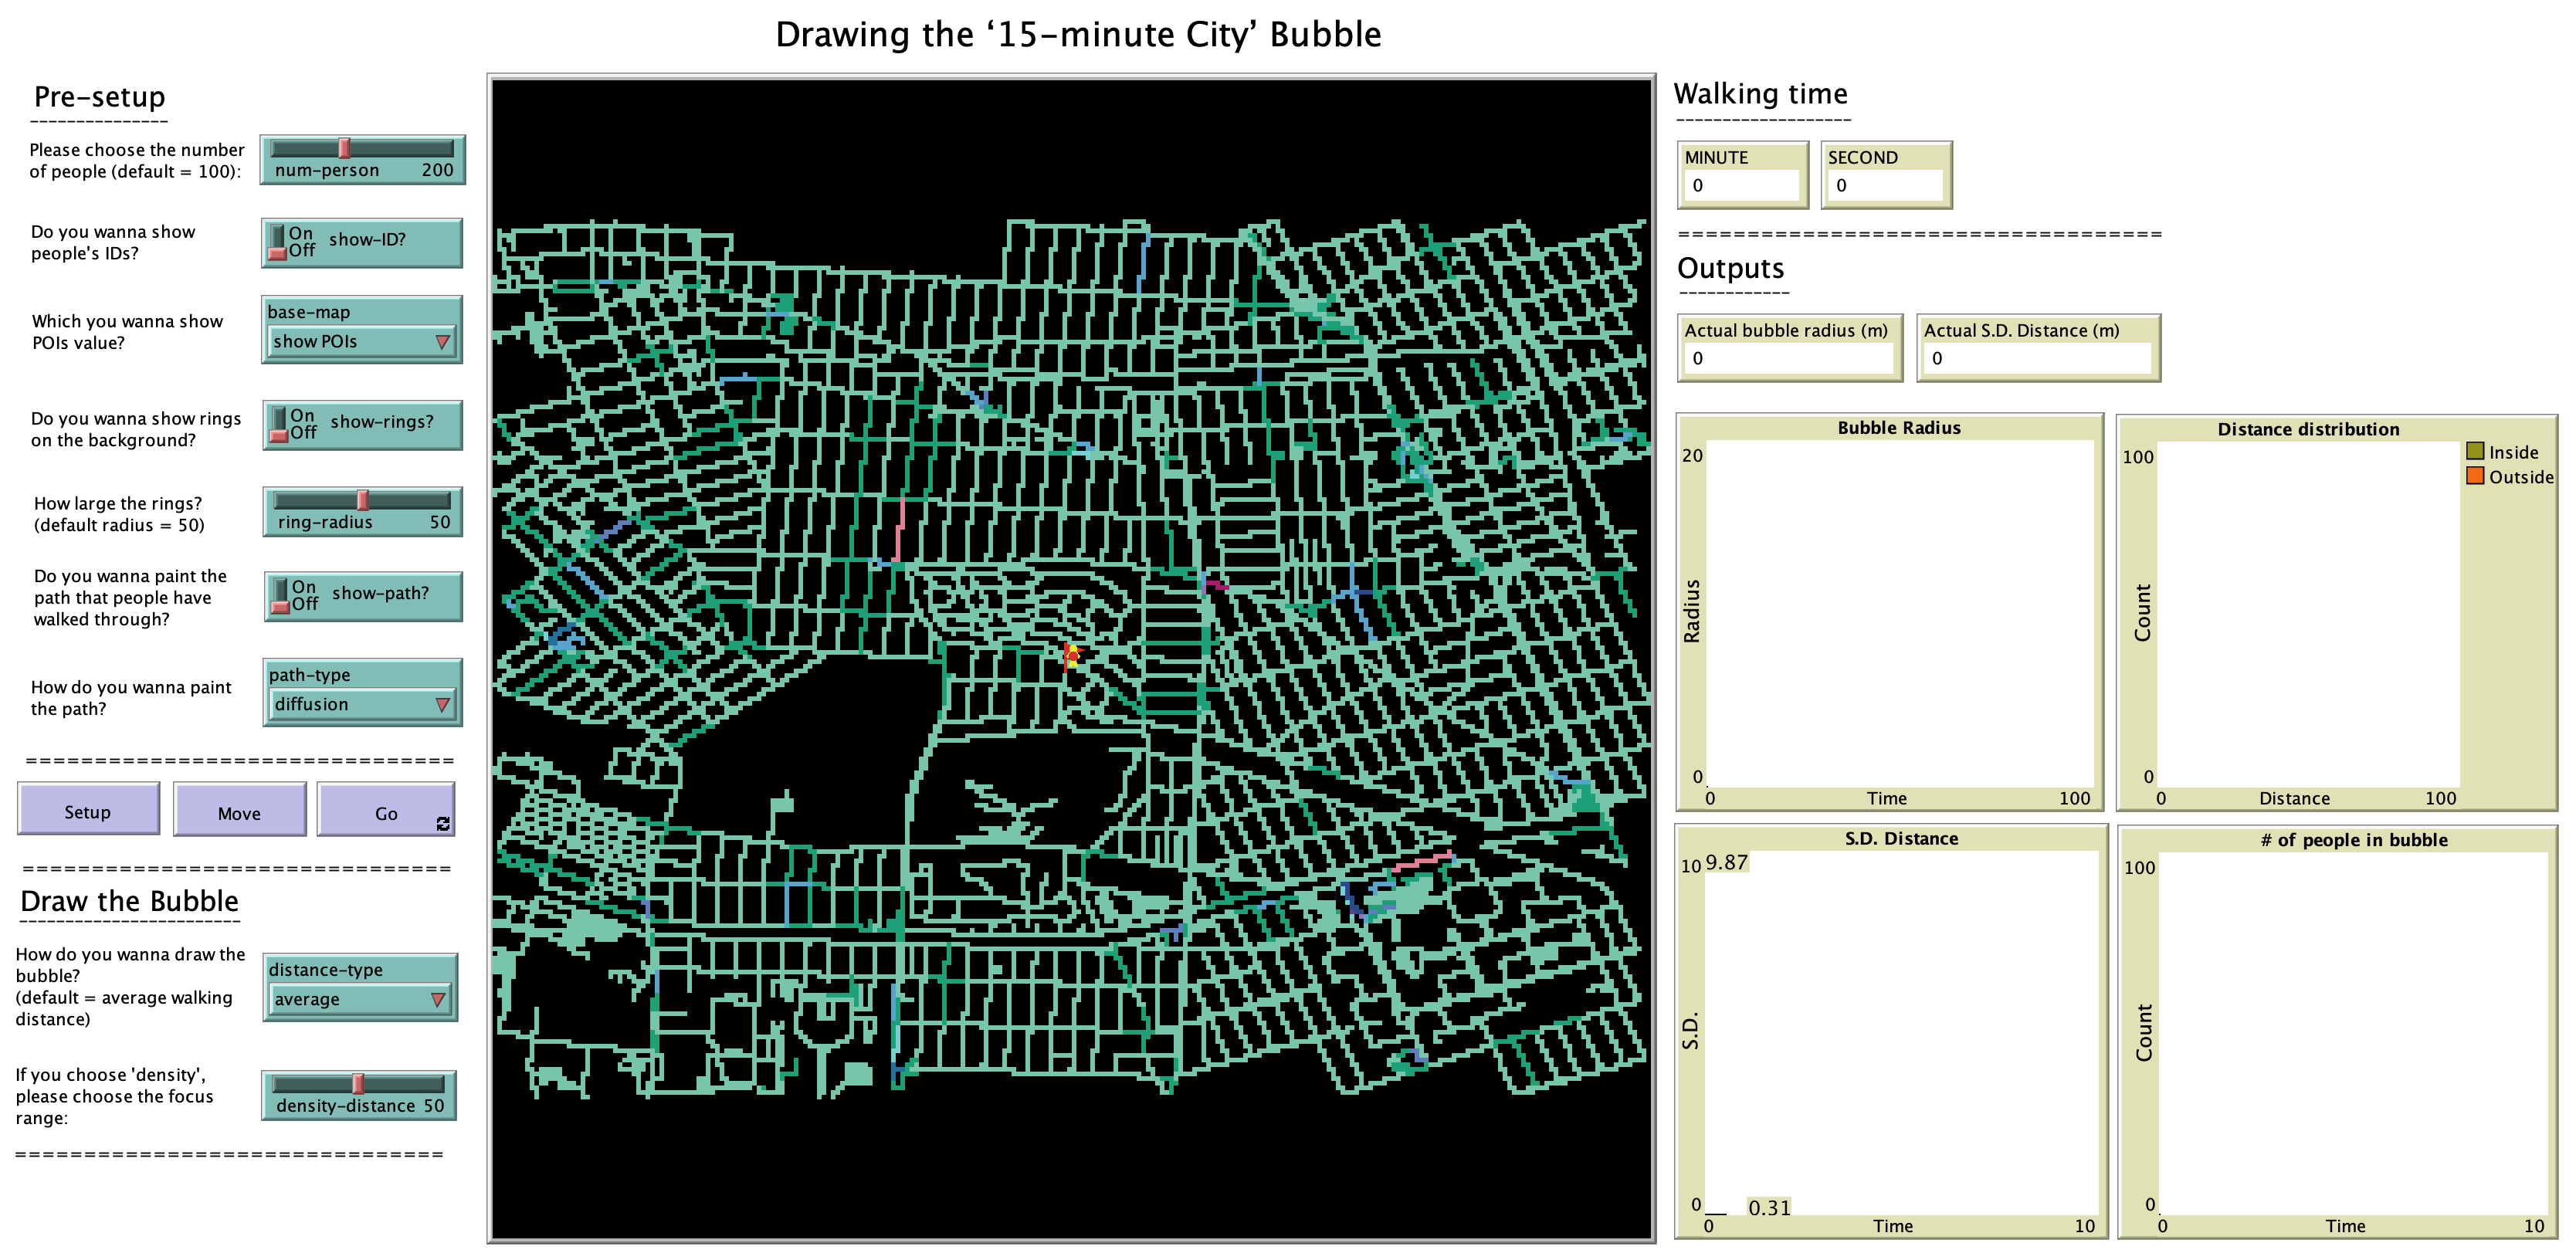 Drawing the ‘15-minute City’ Bubble
Pre-setup
---------------
Please choose the number
of people (default = 100):
num-person 200
Do you wanna show
people's IDs?
On
Off
show-ID?
Which you wanna show
POIs value?
base-map
show POIs
Do you wanna show rings
on the background?
On
Off
show-rings?
How large the rings?
(default radius = 50)
ring-radius 50
Do you wanna paint the
path that people have
walked through?
On
Off
show-path?
How do you wanna paint
the path?
path-type
diffusion
===============================
Setup
Move
Go
===============================
Draw the Bubble
------------------------
How do you wanna draw the
bubble?
(default = average walking
distance)
distance-type
average
If you choose 'density',
please choose the focus
range:
density-distance 50
===============================
Walking time
-------------------
MINUTE
0
SECOND
0
===================================
Outputs
------------
Actual bubble radius (m)
0
Actual S.D. Distance (m)
0
Bubble Radius
20
Radius
0
0 Time 100
Distance distribution
100
Count
0
0 Distance 100
Inside
Outside
S.D. Distance
10 9.87
S.D.
0
0.31
0 Time 10
# of people in bubble
100
Count
0
0 Time 10